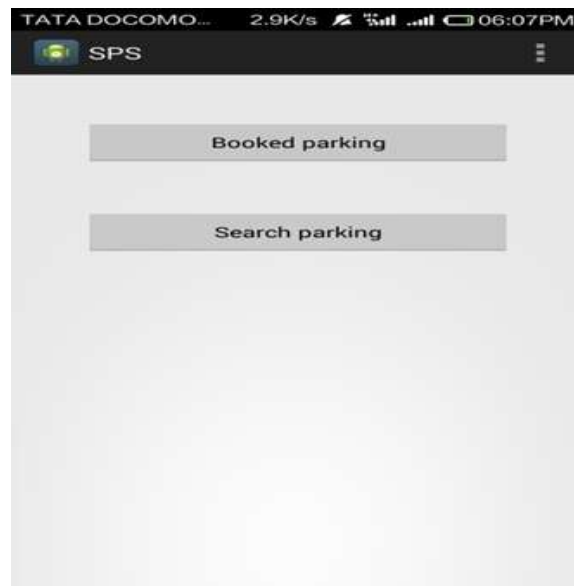 TATA DOCOMO... 2.9K/s 06:07PM
SPS
Booked parking
Search parking